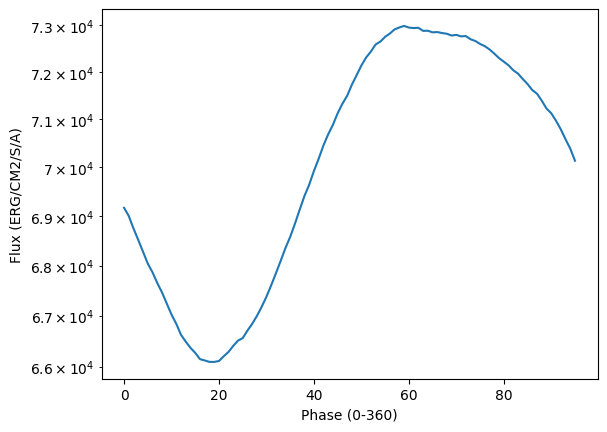 7.3 × 10⁴
7.2 × 10⁴
7.1 × 10⁴
7 × 10⁴
6.9 × 10⁴
6.8 × 10⁴
6.7 × 10⁴
6.6 × 10⁴
Flux (ERG/CM2/S/A)
0 20 40 60 80
Phase (0-360)